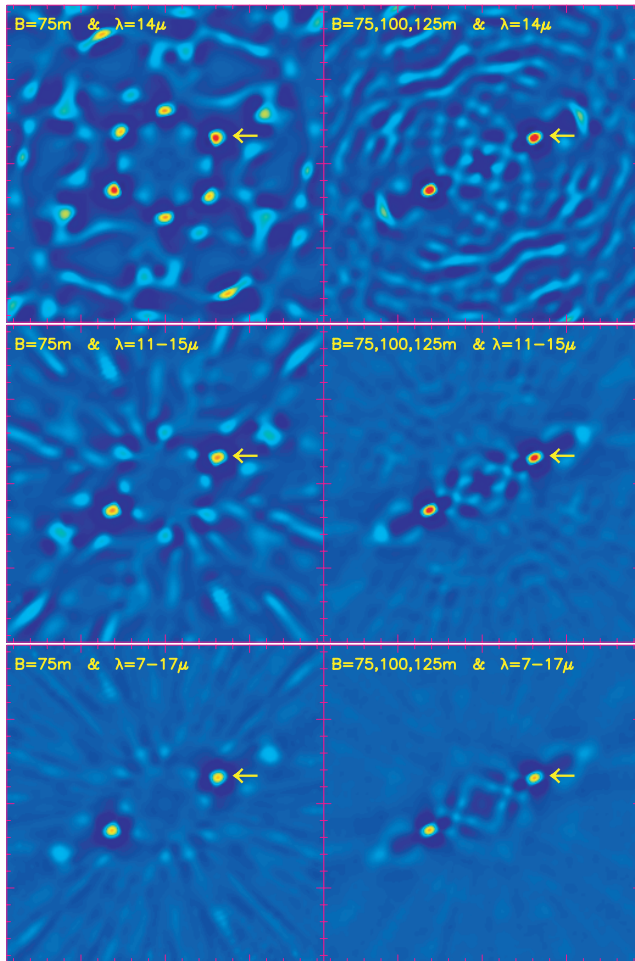 B=75m & λ=14μ
B=75,100,125m & λ=14μ
B=75m & λ=11−15μ
B=75,100,125m & λ=11−15μ
B=75m & λ=7−17μ
B=75,100,125m & λ=7−17μ